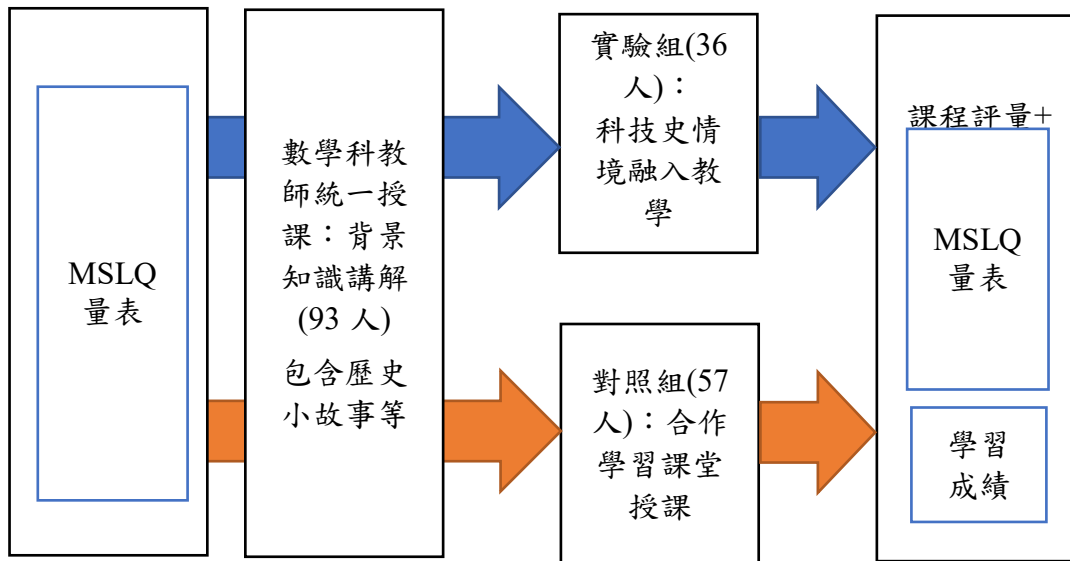 MSLQ
量表
數學科教
師統一授
課：背景
知識講解
(93 人)
包含歷史
小故事等
實驗組(36
人)：
科技史情
境融入教
學
對照組(57
人)：合作
學習課堂
授課
課程評量+
MSLQ
量表
學習
成績